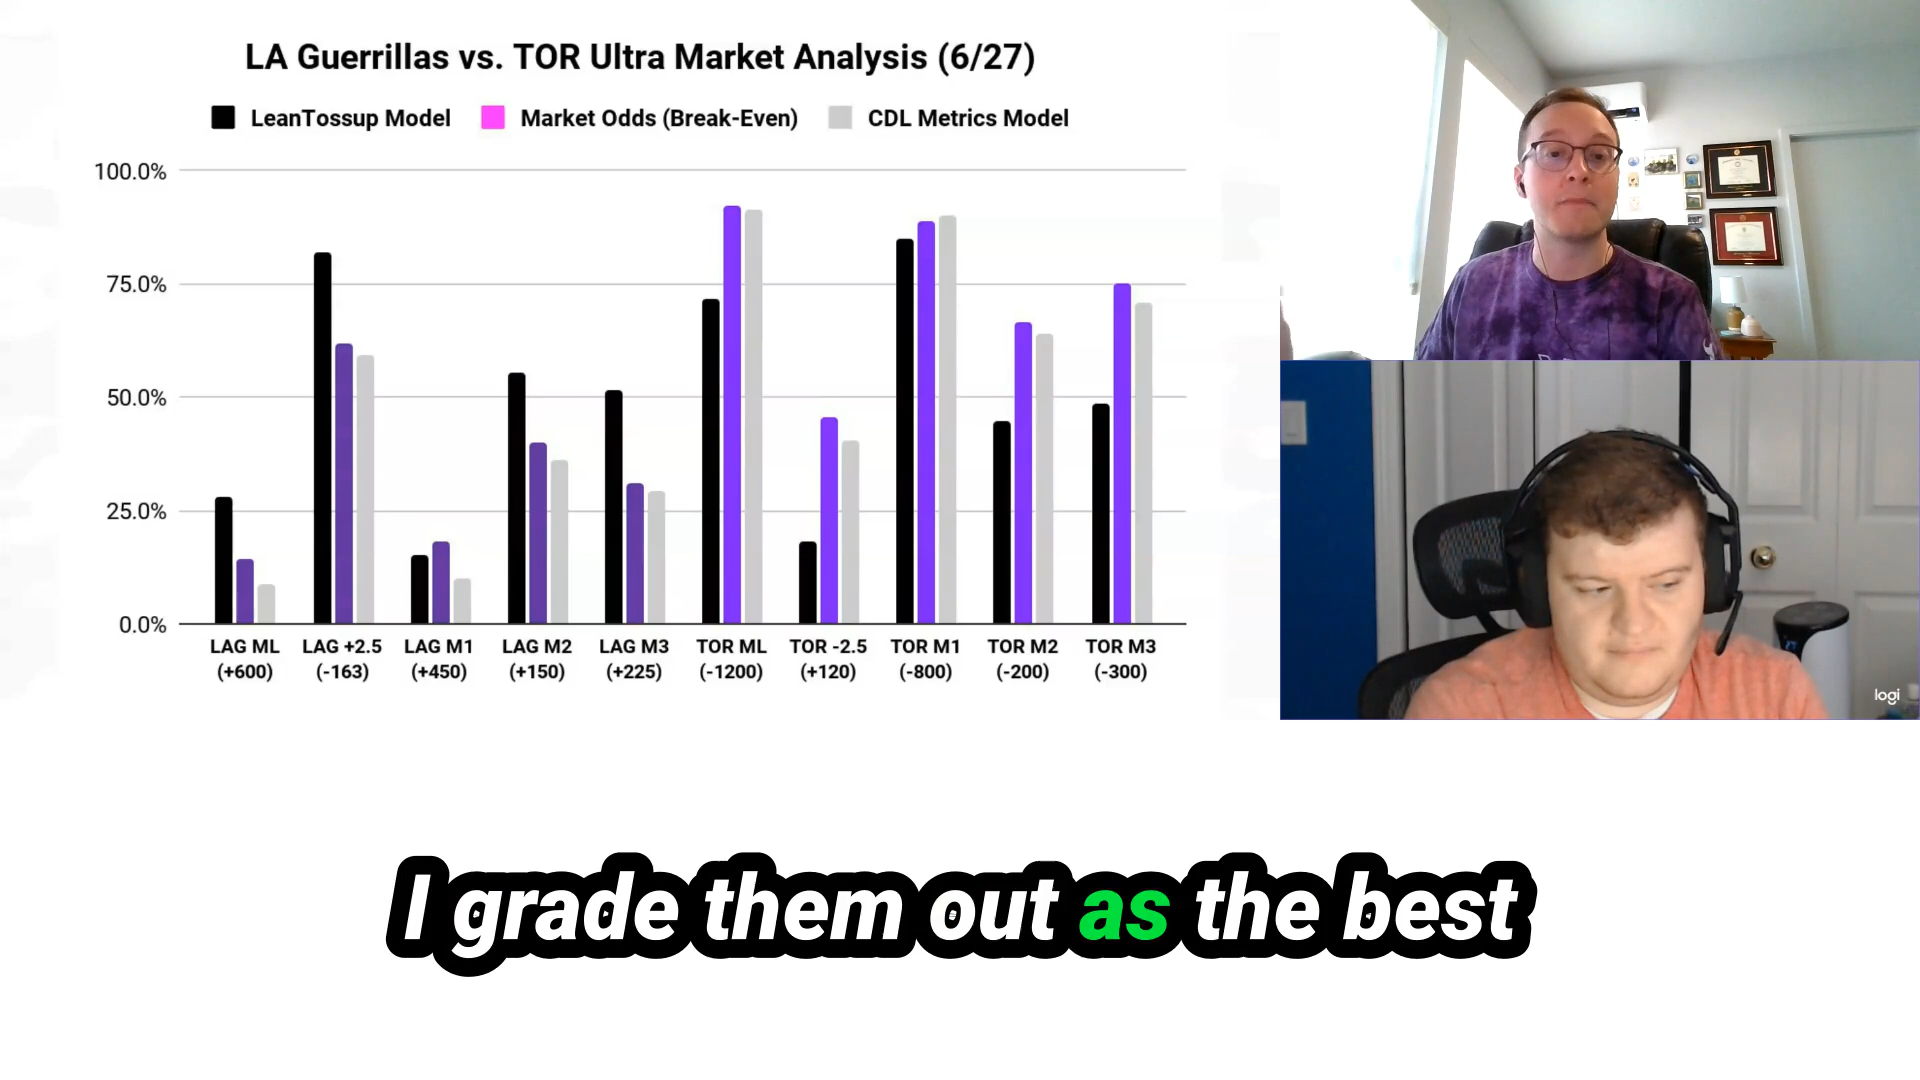 LA Guerrillas vs. TOR Ultra Market Analysis (6/27)
LeanTossup Model
Market Odds (Break-Even)
CDL Metrics Model
100.0%
75.0%
50.0%
25.0%
0.0%
LAG ML
(+600)
LAG +2.5
(-163)
LAG M1
(+450)
LAG M2
(+150)
LAG M3
(+225)
TOR ML
(-1200)
TOR -2.5
(+120)
TOR M1
(-800)
TOR M2
(-200)
TOR M3
(-300)
logi
I grade them out as the best